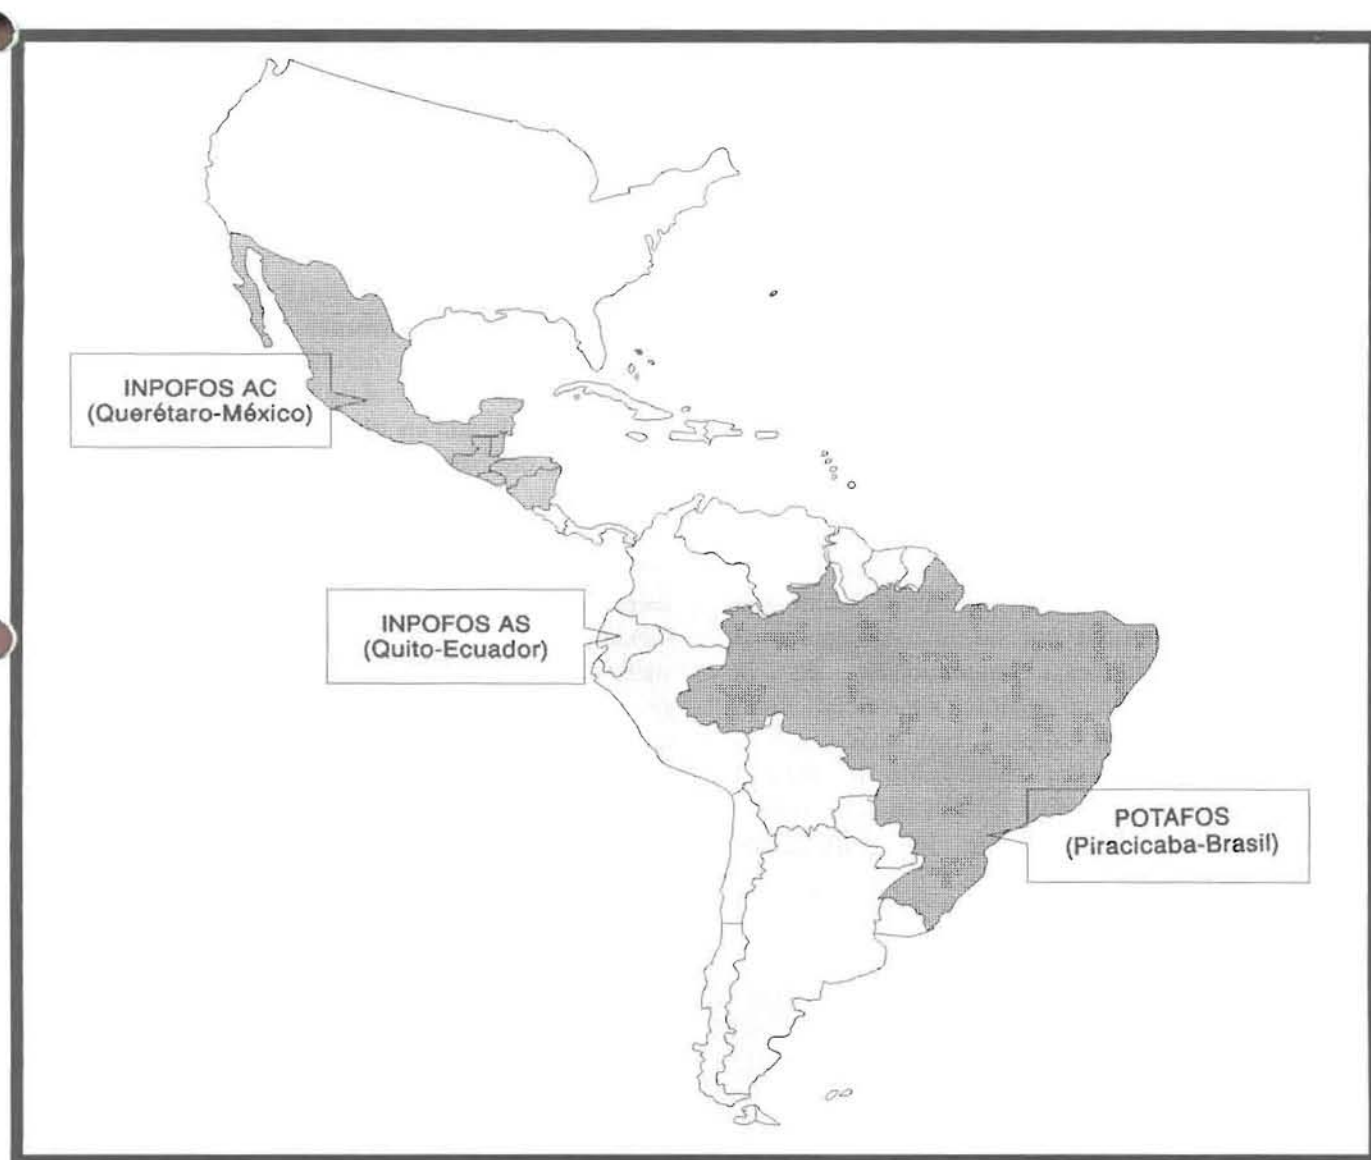 INPOFOS AC
(Querétaro-México)
INPOFOS AS
(Quito-Ecuador)
POTAFOS
(Piracicaba-Brasil)